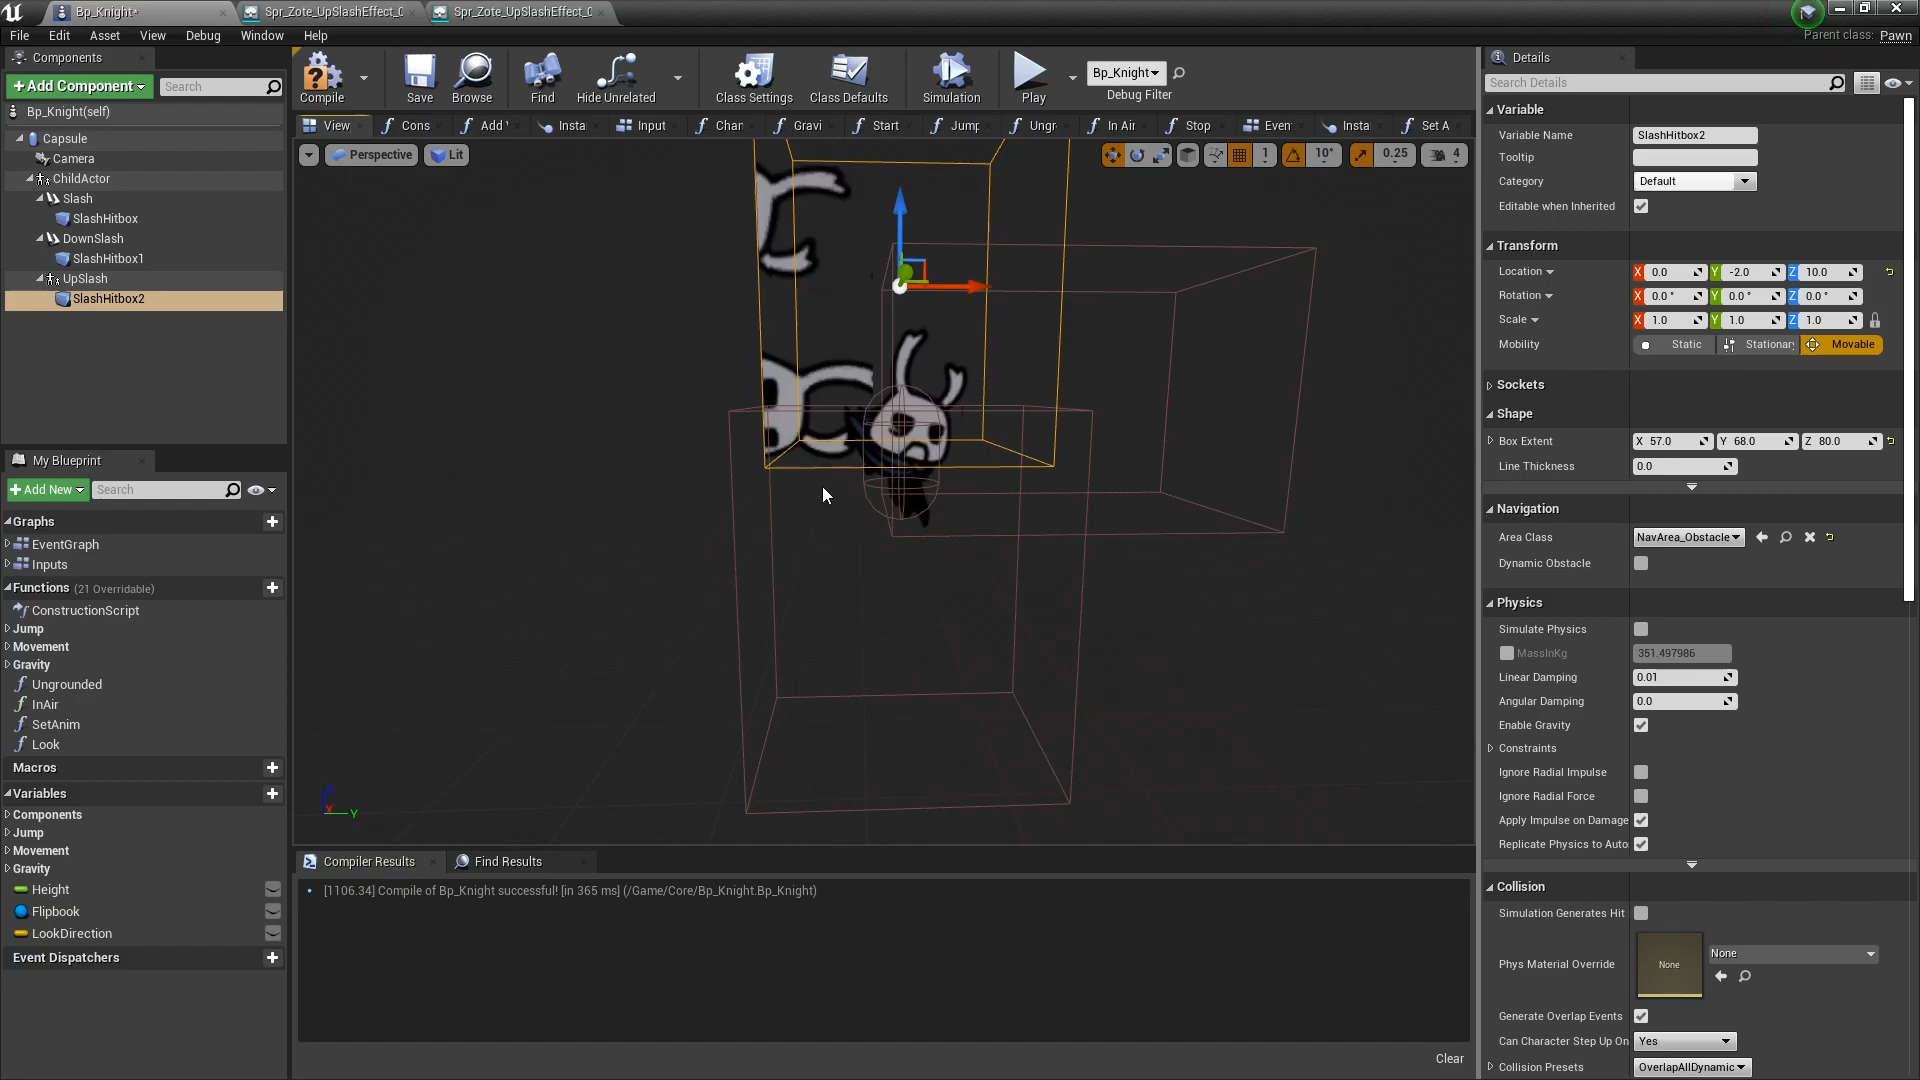 Bp_Knight*
Spr_Zote_UpSlashEffect_0
Spr_Zote_UpSlashEffect_0
File
Edit
Asset
View
Debug
Window
Help
Parent class: Pawn
Components
+ Add Component
Search
Bp_Knight(self)
Capsule
Camera
ChildActor
Slash
SlashHitbox
DownSlash
SlashHitbox1
UpSlash
SlashHitbox2
My Blueprint
+ Add New
Search
Graphs
EventGraph
Inputs
Functions (21 Overridable)
ConstructionScript
Jump
Movement
Gravity
Ungrounded
InAir
SetAnim
Look
Macros
Variables
Components
Jump
Movement
Gravity
Height
Flipbook
LookDirection
Event Dispatchers
Compile
Save
Browse
Find
Hide Unrelated
Class Settings
Class Defaults
Simulation
Play
Bp_Knight
Debug Filter
View
Cons
Add
Insta
Input
Char
Gravi
Start
Jump
Ungr
In Air
Stop
Even
Insta
Set A
Perspective
Lit
1
10°
0.25
4
X
Y
Compiler Results
Find Results
[1106.34] Compile of Bp_Knight successful! [in 365 ms] (/Game/Core/Bp_Knight.Bp_Knight)
Clear
Details
Search Details
Variable
Variable Name
SlashHitbox2
Tooltip
Category
Default
Editable when Inherited
Transform
Location
X 0.0
Y -2.0
Z 10.0
Rotation
X 0.0 °
Y 0.0 °
Z 0.0 °
Scale
X 1.0
Y 1.0
Z 1.0
Mobility
Static
Stationar
Movable
Sockets
Shape
Box Extent
X 57.0
Y 68.0
Z 80.0
Line Thickness
0.0
Navigation
Area Class
NavArea_Obstacle
Dynamic Obstacle
Physics
Simulate Physics
MassInKg
351.497986
Linear Damping
0.01
Angular Damping
0.0
Enable Gravity
Constraints
Ignore Radial Impulse
Ignore Radial Force
Apply Impulse on Damage
Replicate Physics to Auto
Collision
Simulation Generates Hit
Phys Material Override
None
None
Generate Overlap Events
Can Character Step Up On
Yes
Collision Presets
OverlapAllDynamic